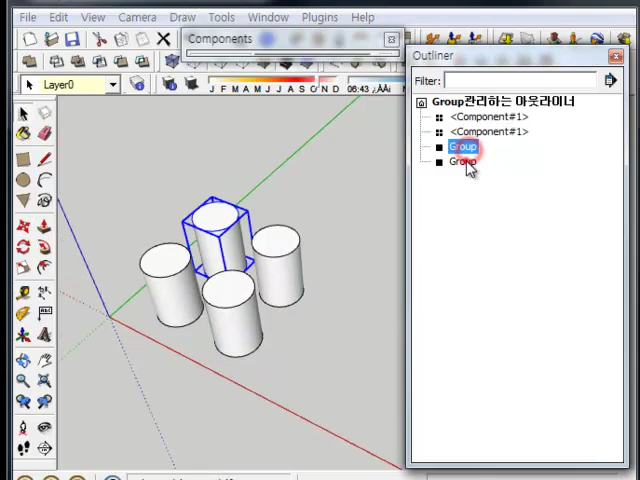 File Edit View Camera Draw Tools Window Plugins Help
Components
Outliner
Layer0
J F M A M J J A S O N D 06:43 ¿ÀÀü
Filter:
Group관리하는 아웃라이너
<Component#1>
<Component#1>
Group
Group